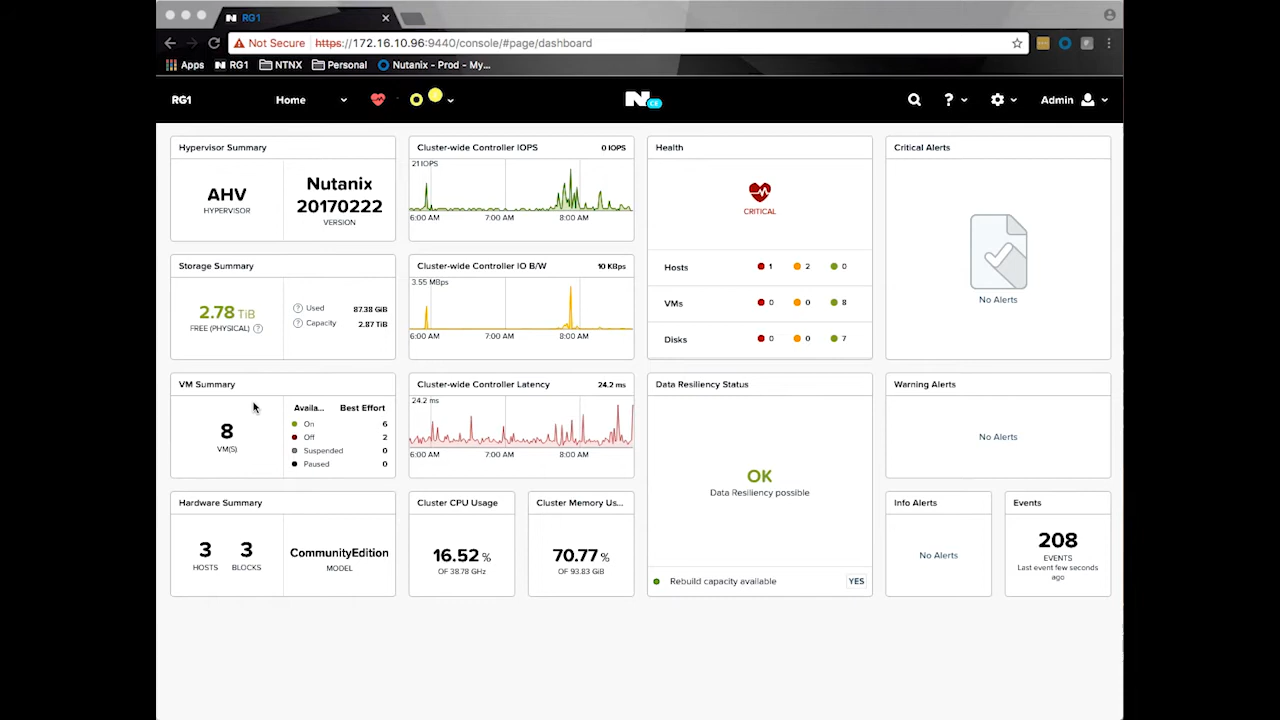 RG1
Not Secure https://172.16.10.96:9440/console/#page/dashboard
Apps RG1 NTNX Personal Nutanix - Prod - My...
RG1 Home ? Admin
Hypervisor Summary
AHV
HYPERVISOR
Nutanix
20170222
VERSION
Cluster-wide Controller IOPS 0 IOPS
21 IOPS
6:00 AM 7:00 AM 8:00 AM
Health
CRITICAL
Hosts 1 2 0
VMs 0 0 8
Disks 0 0 7
Critical Alerts
No Alerts
Storage Summary
2.78 TiB
FREE (PHYSICAL) ?
? Used 87.38 GiB
? Capacity 2.87 TiB
Cluster-wide Controller IO B/W 10 KBps
3.55 MBps
6:00 AM 7:00 AM 8:00 AM
VM Summary
8
VM(S)
Availa... Best Effort
On 6
Off 2
Suspended 0
Paused 0
Cluster-wide Controller Latency 24.2 ms
24.2 ms
6:00 AM 7:00 AM 8:00 AM
Data Resiliency Status
OK
Data Resiliency possible
Rebuild capacity available YES
Warning Alerts
No Alerts
Hardware Summary
3
HOSTS
3
BLOCKS
CommunityEdition
MODEL
Cluster CPU Usage
16.52 %
OF 38.78 GHz
Cluster Memory Us...
70.77 %
OF 93.83 GiB
Info Alerts
No Alerts
Events
208
EVENTS
Last event few seconds
ago